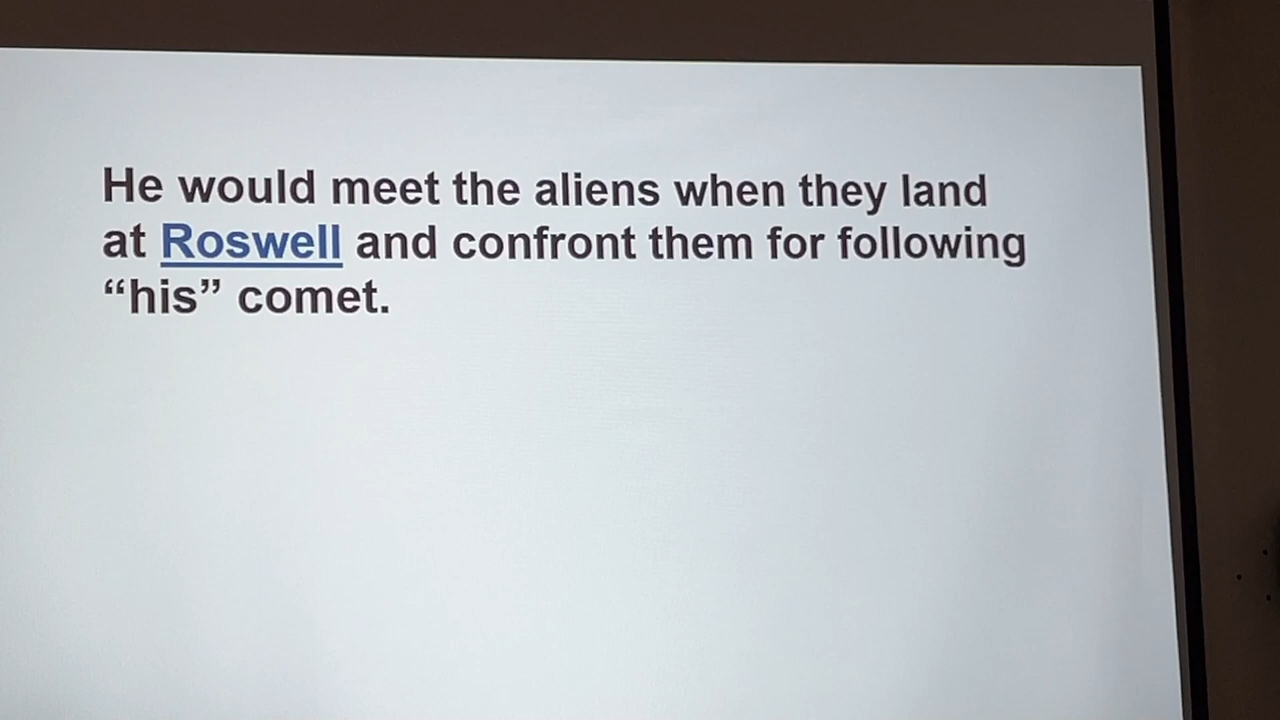 He would meet the aliens when they land
at Roswell and confront them for following
“his” comet.